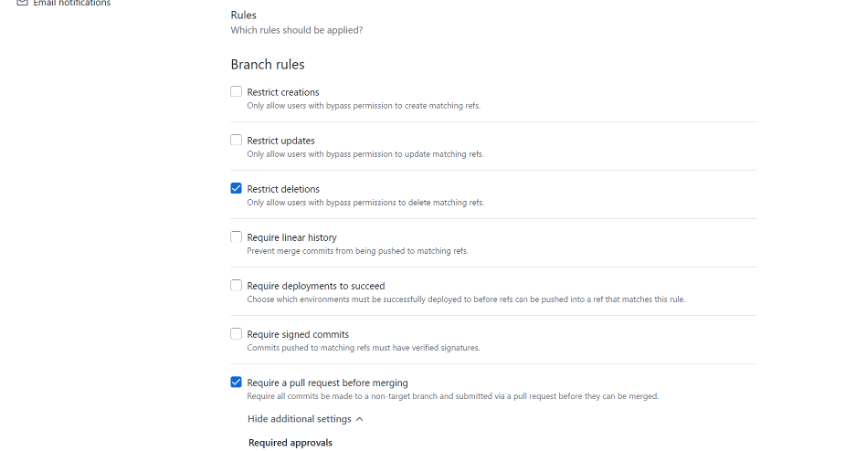 Email notifications
Rules
Which rules should be applied?
Branch rules
Restrict creations
Only allow users with bypass permission to create matching refs.
Restrict updates
Only allow users with bypass permission to update matching refs.
Restrict deletions
Only allow users with bypass permissions to delete matching refs.
Require linear history
Prevent merge commits from being pushed to matching refs.
Require deployments to succeed
Choose which environments must be successfully deployed to before refs can be pushed into a ref that matches this rule.
Require signed commits
Commits pushed to matching refs must have verified signatures.
Require a pull request before merging
Require all commits be made to a non-target branch and submitted via a pull request before they can be merged.
Hide additional settings
Required approvals